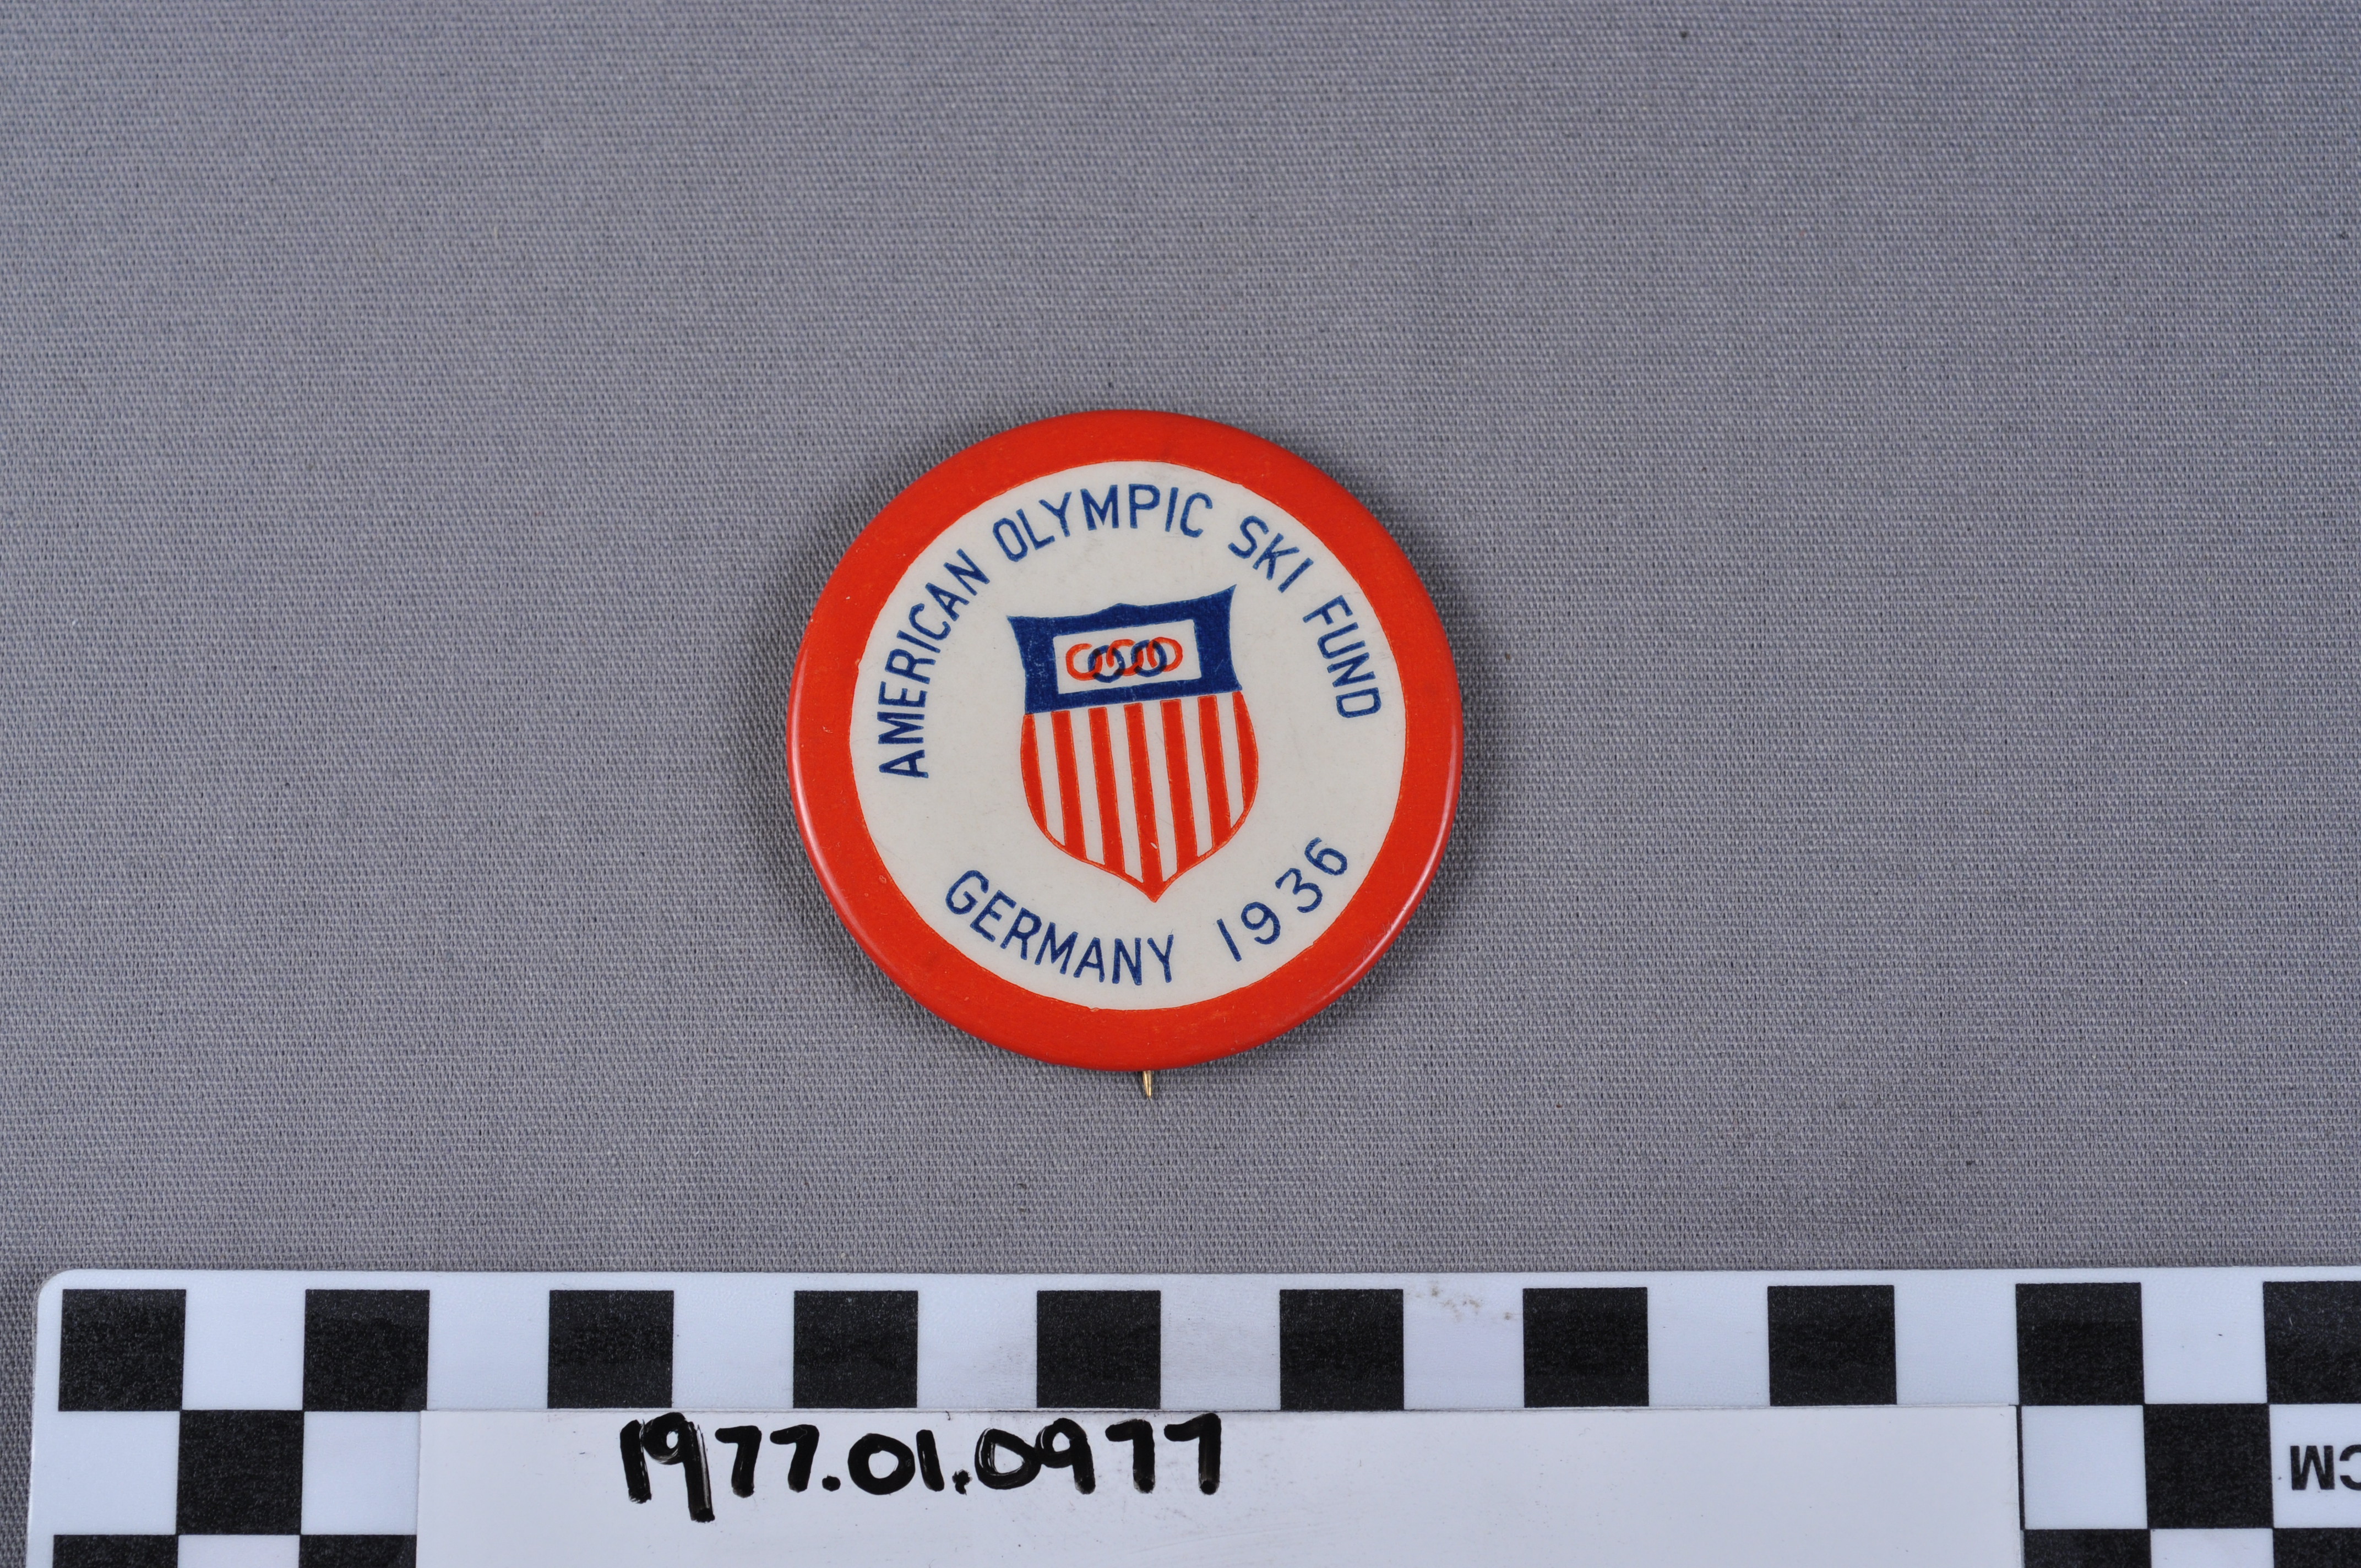 AMERICAN OLYMPIC SKI FUND
GERMANY 1936
1977.01.0977
CM